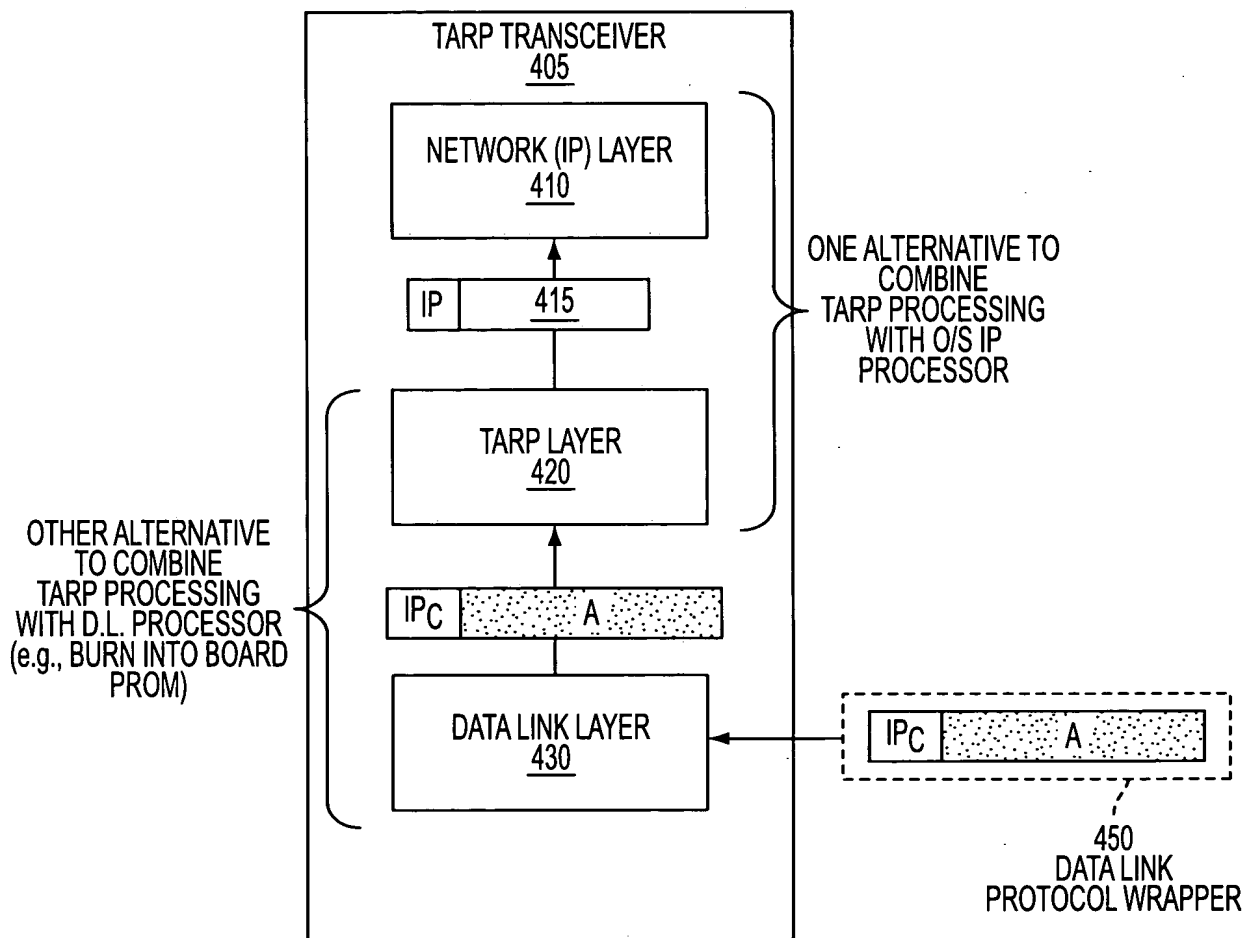 TARP TRANSCEIVER
405
NETWORK (IP) LAYER
410
IP
415
ONE ALTERNATIVE TO
COMBINE
TARP PROCESSING
WITH O/S IP
PROCESSOR
TARP LAYER
420
OTHER ALTERNATIVE
TO COMBINE
TARP PROCESSING
WITH D.L. PROCESSOR
(e.g., BURN INTO BOARD
PROM)
IPC A
DATA LINK LAYER
430
IPC A
450
DATA LINK
PROTOCOL WRAPPER